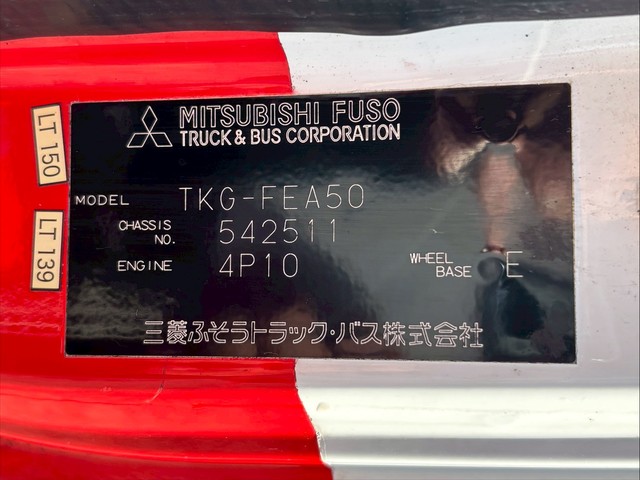 MITSUBISHI FUSO
TRUCK & BUS CORPORATION
LT 150
MODEL TKG-FEA50
CHASSIS NO. 542511
LT 139
ENGINE 4P10 WHEEL BASE E
三菱ふそうトラック・バス株式会社